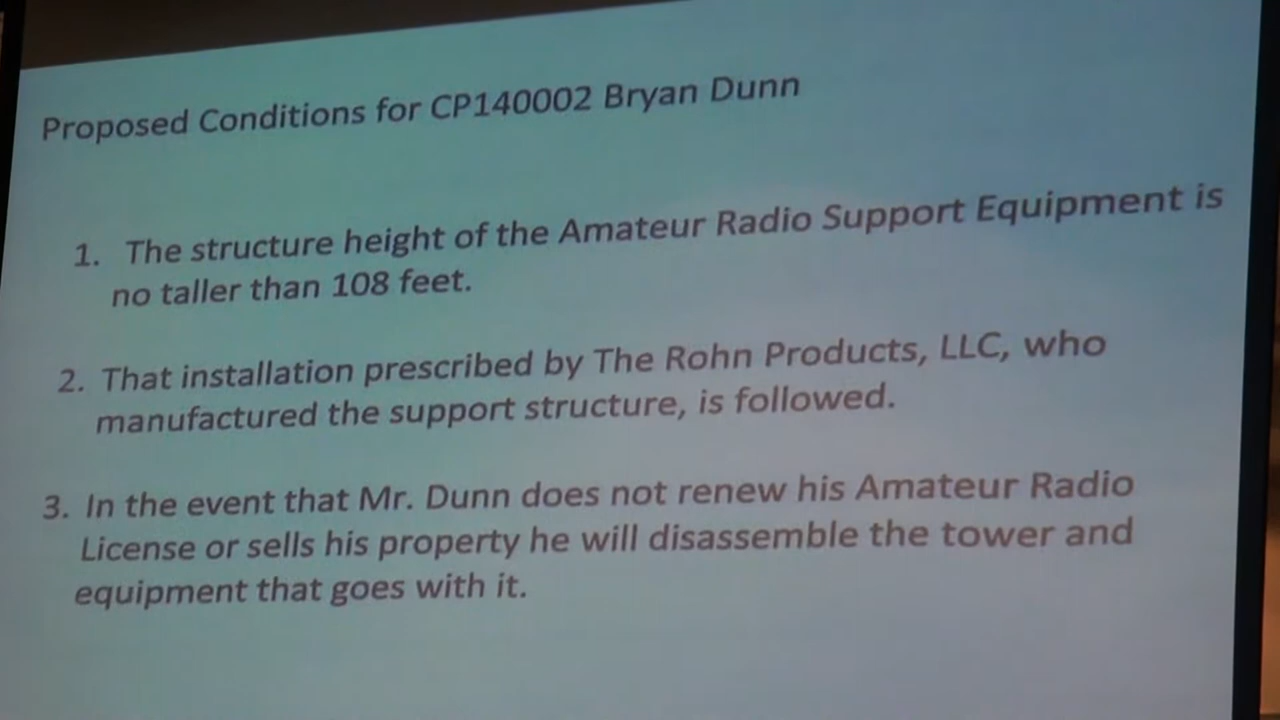 Proposed Conditions for CP140002 Bryan Dunn
1. The structure height of the Amateur Radio Support Equipment is
no taller than 108 feet.
2. That installation prescribed by The Rohn Products, LLC, who
manufactured the support structure, is followed.
3. In the event that Mr. Dunn does not renew his Amateur Radio
License or sells his property he will disassemble the tower and
equipment that goes with it.